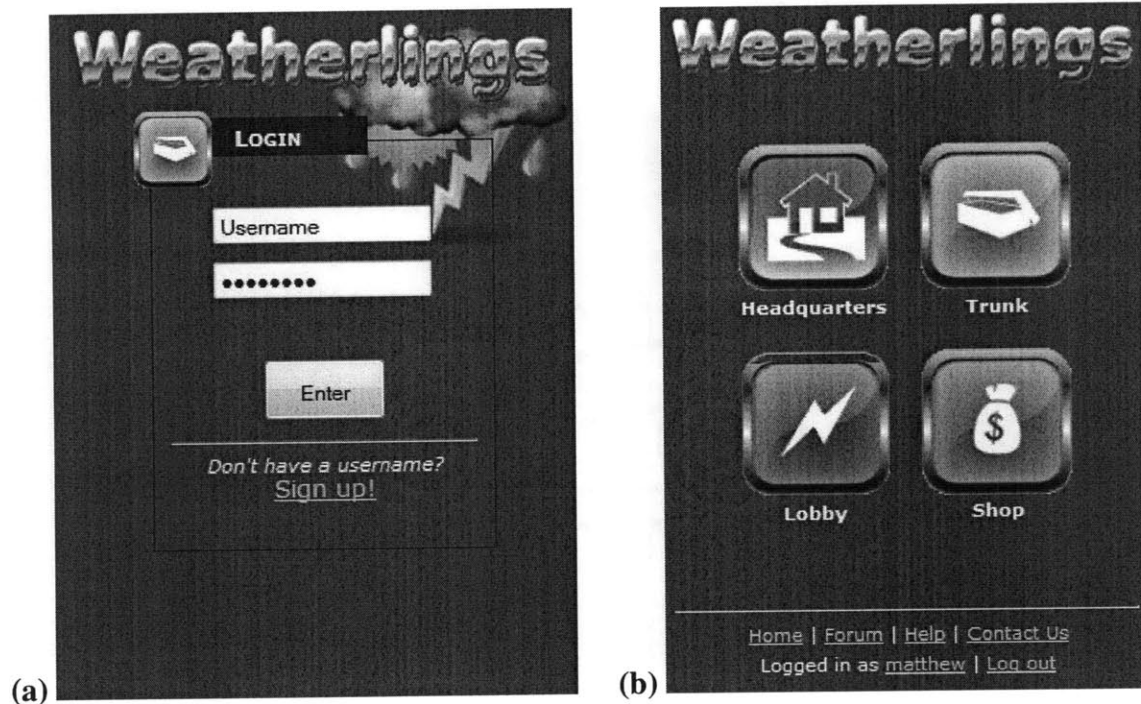 Weatherlings
LOGIN
Username
Enter
Don't have a username?
Sign up!
(a)
Weatherlings
Headquarters
Trunk
$
Lobby
Shop
Home | Forum | Help | Contact Us
Logged in as matthew | Log out
(b)